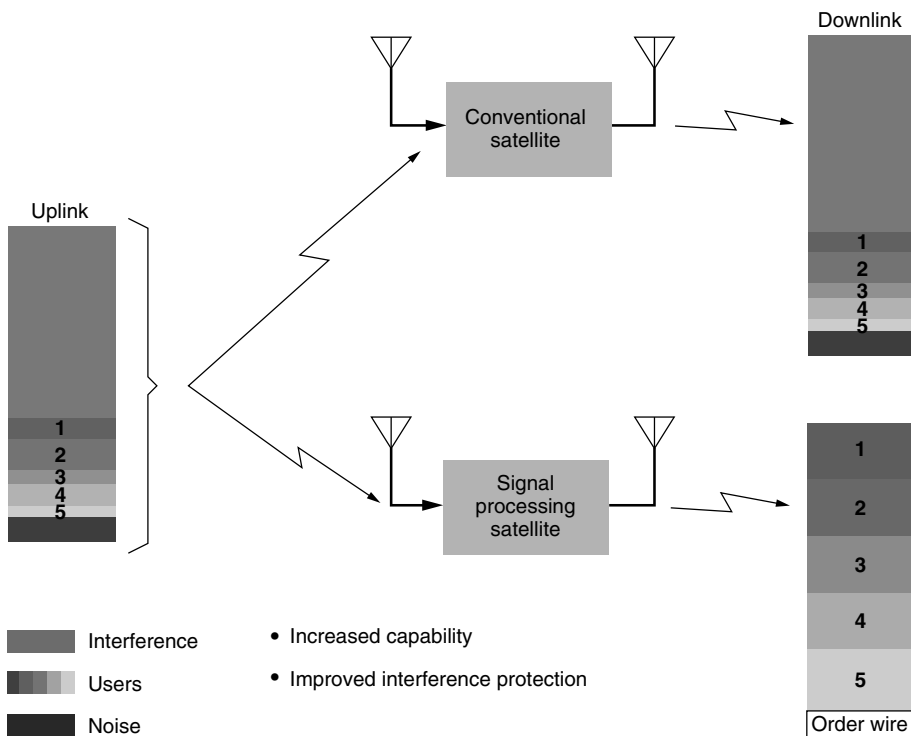 Downlink
Conventional
satellite
1
2
3
4
5
Uplink
1
2
3
4
5
Signal
processing
satellite
1
2
3
4
5
Order wire
Interference
Users
Noise
• Increased capability
• Improved interference protection